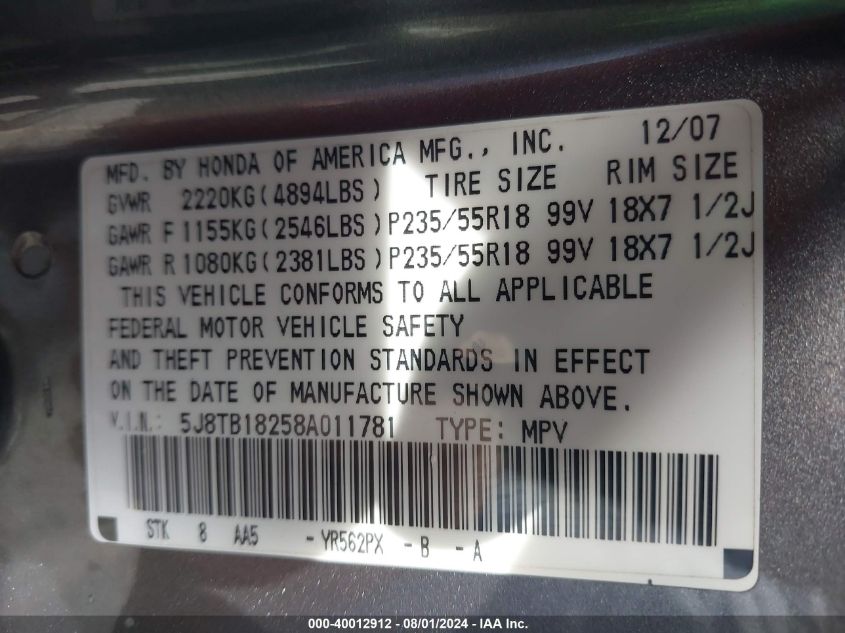 MFD. BY HONDA OF AMERICA MFG., INC. 12/07
GVWR 2220KG(4894LBS) TIRE SIZE RIM SIZE
GAWR F 1155KG(2546LBS) P235/55R18 99V 18X7 1/2J
GAWR R 1080KG(2381LBS) P235/55R18 99V 18X7 1/2J
THIS VEHICLE CONFORMS TO ALL APPLICABLE
FEDERAL MOTOR VEHICLE SAFETY
AND THEFT PREVENTION STANDARDS IN EFFECT
ON THE DATE OF MANUFACTURE SHOWN ABOVE.
V.I.N.: 5J8TB18258A011781 TYPE: MPV
STK 8 AA5 -YR562PX -B -A
000-40012912 - 08/01/2024 - IAA Inc.